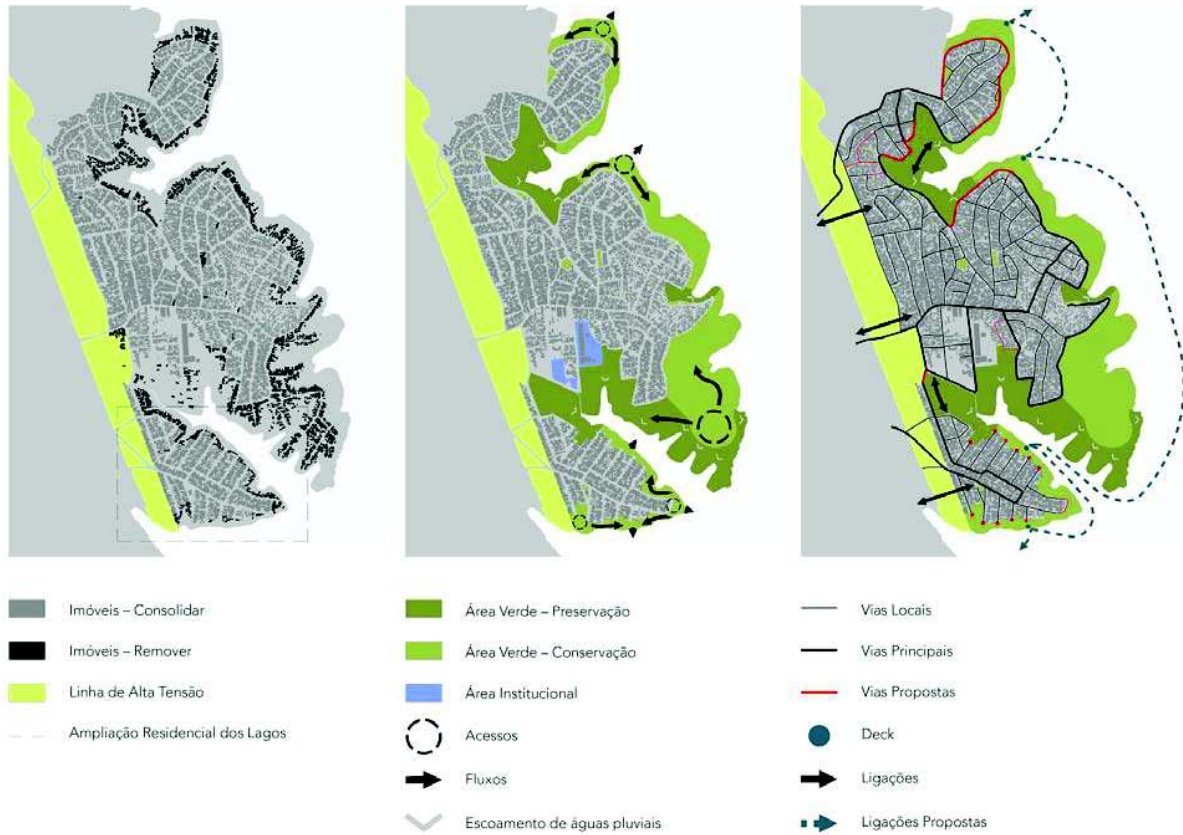 Imóveis – Consolidar
Imóveis – Remover
Linha de Alta Tensão
Ampliação Residencial dos Lagos
Área Verde – Preservação
Área Verde – Conservação
Área Institucional
Acessos
Fluxos
Escoamento de águas pluviais
Vias Locais
Vias Principais
Vias Propostas
Deck
Ligações
Ligações Propostas